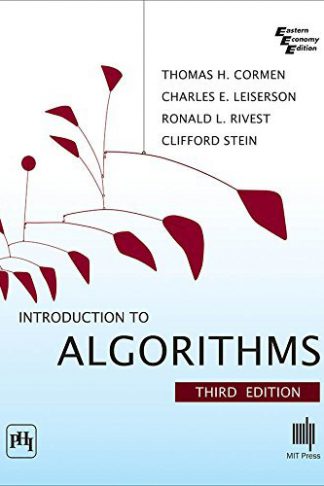 Eastern
Economy
Edition
THOMAS H. CORMEN
CHARLES E. LEISERSON
RONALD L. RIVEST
CLIFFORD STEIN
INTRODUCTION TO
ALGORITHMS
THIRD EDITION
PHI
MIT Press